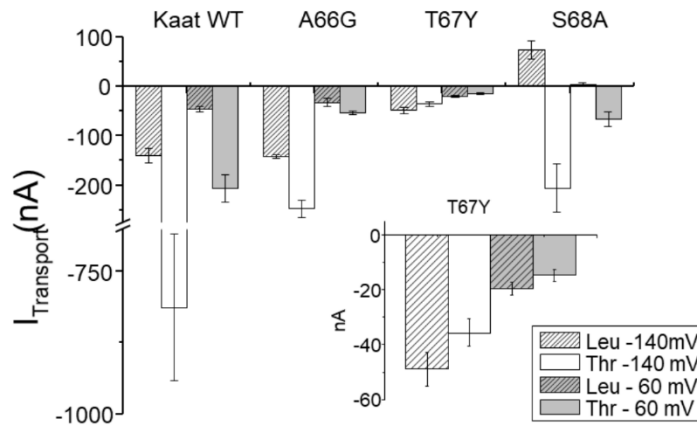 Kaat WT A66G T67Y S68A
100
0
-100
-200
-750
-1000
I Transport (nA)
T67Y
0
-20
-40
-60
nA
Leu -140mV
Thr -140 mV
Leu - 60 mV
Thr - 60 mV